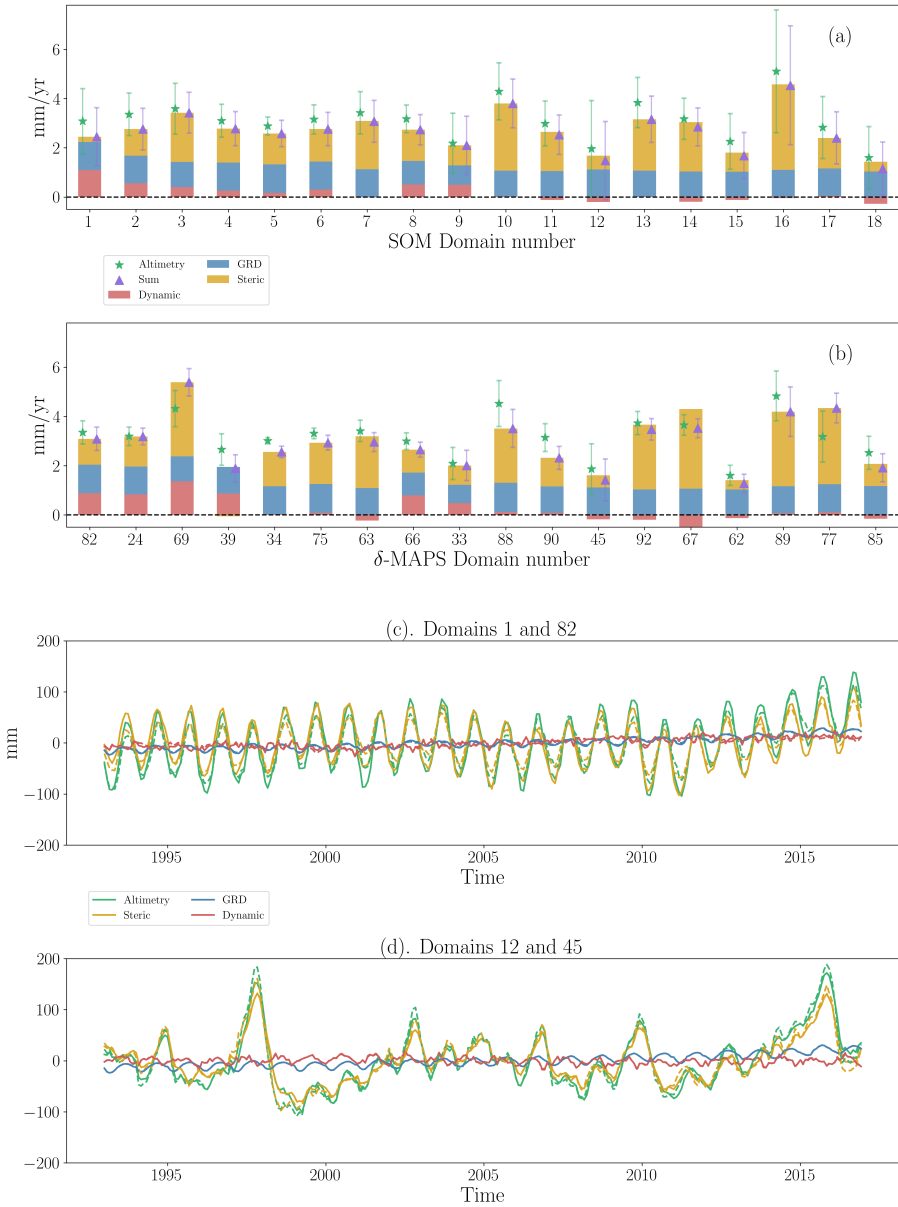 (a)
mm/yr
6
4
2
0
1 2 3 4 5 6 7 8 9 10 11 12 13 14 15 16 17 18
SOM Domain number
Altimetry GRD
Sum Steric
Dynamic
(b)
mm/yr
6
4
2
0
82 24 69 39 34 75 63 66 33 88 90 45 92 67 62 89 77 85
δ-MAPS Domain number
(c). Domains 1 and 82
mm
200
100
0
−100
−200
1995 2000 2005 2010 2015
Time
Altimetry GRD
Steric Dynamic
(d). Domains 12 and 45
200
100
0
−100
−200
1995 2000 2005 2010 2015
Time